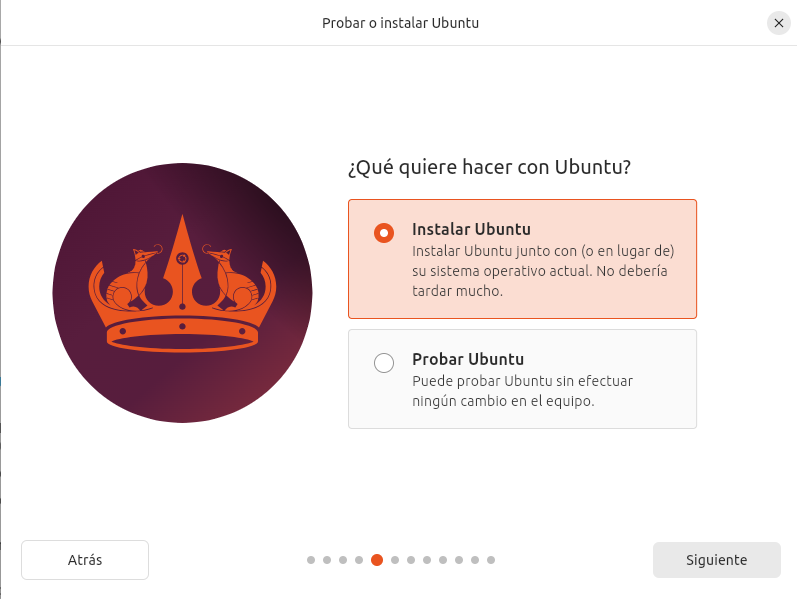 Probar o instalar Ubuntu
¿Qué quiere hacer con Ubuntu?
Instalar Ubuntu
Instalar Ubuntu junto con (o en lugar de)
su sistema operativo actual. No debería
tardar mucho.
Probar Ubuntu
Puede probar Ubuntu sin efectuar
ningún cambio en el equipo.
Atrás
Siguiente